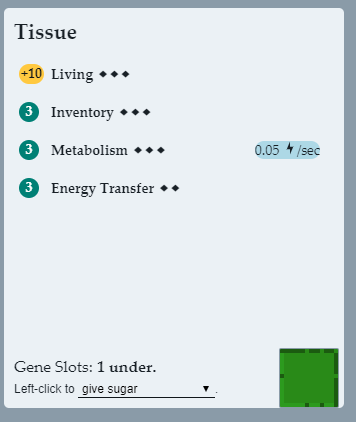 Tissue
+10 Living ◆◆◆
3 Inventory ◆◆◆
3 Metabolism ◆◆◆ 0.05 ⚡/sec
3 Energy Transfer ◆◆
Gene Slots: 1 under.
Left-click to give sugar ▼ .